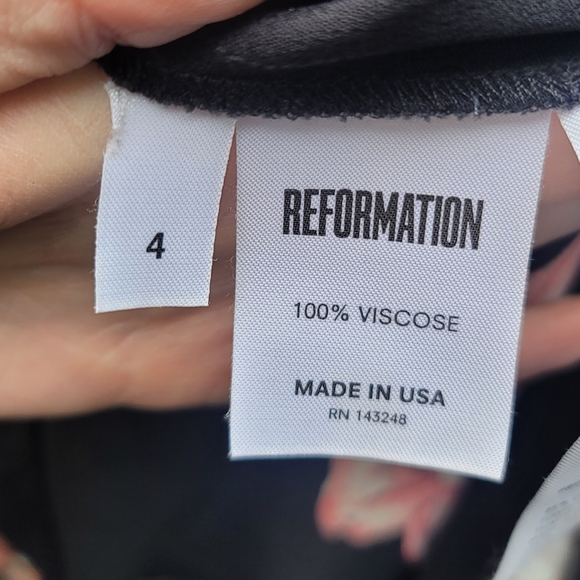 4
REFORMATION
100% VISCOSE
MADE IN USA
RN 143248